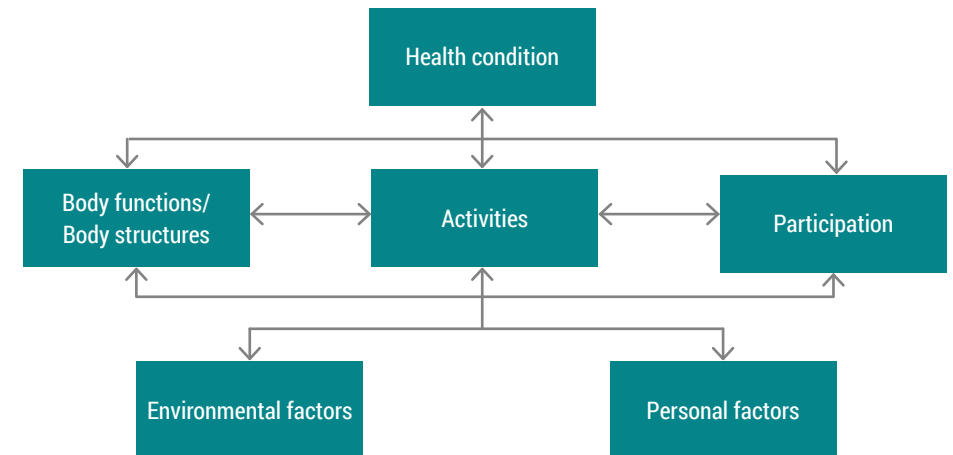 Health condition
Body functions/
Body structures
Activities
Participation
Environmental factors
Personal factors